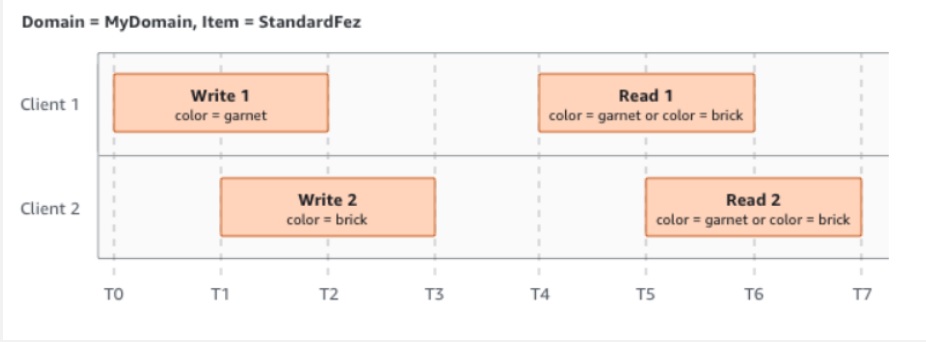 Domain = MyDomain, Item = StandardFez
Client 1
Write 1
color = garnet
Read 1
color = garnet or color = brick
Client 2
Write 2
color = brick
Read 2
color = garnet or color = brick
T0 T1 T2 T3 T4 T5 T6 T7